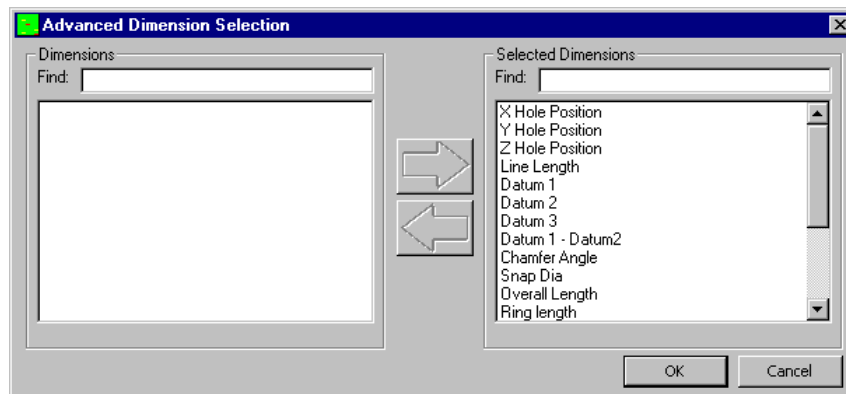 Advanced Dimension Selection
Dimensions
Find:
Selected Dimensions
Find:
X Hole Position
Y Hole Position
Z Hole Position
Line Length
Datum 1
Datum 2
Datum 3
Datum 1 - Datum2
Chamfer Angle
Snap Dia
Overall Length
Ring length
OK
Cancel